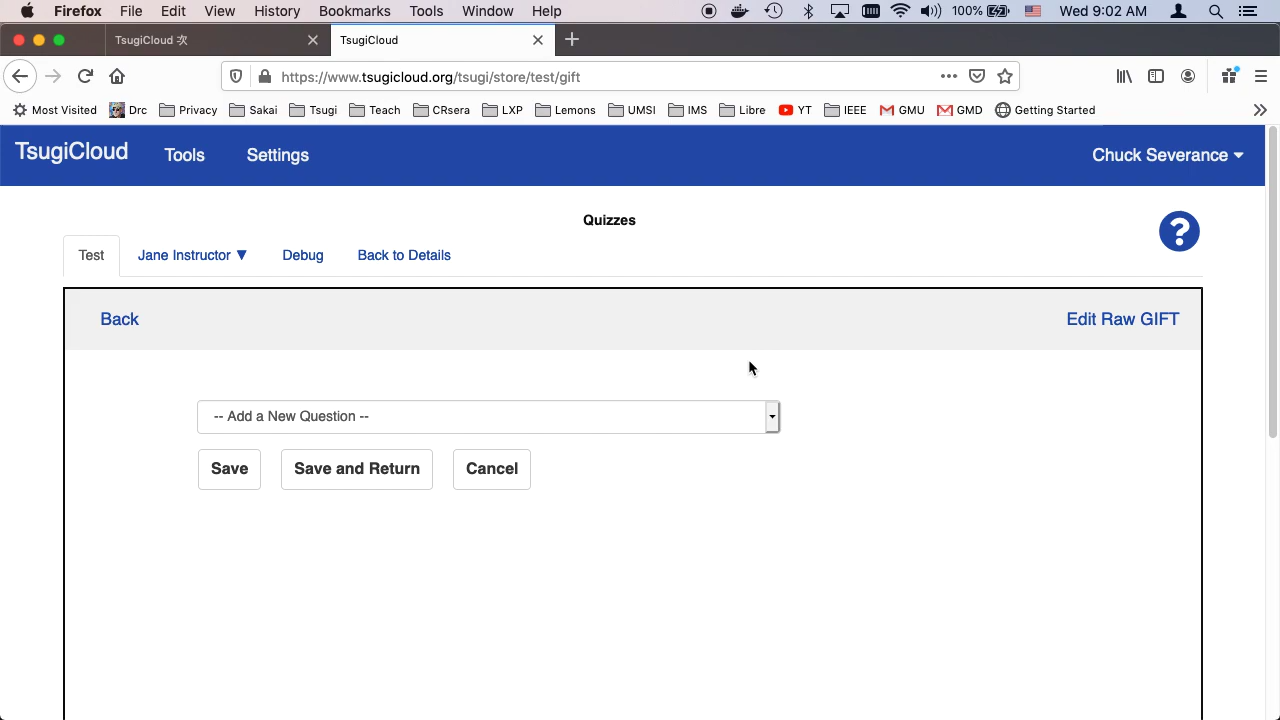 Firefox File Edit View History Bookmarks Tools Window Help 100% Wed 9:02 AM
TsugiCloud 次 TsugiCloud
https://www.tsugicloud.org/tsugi/store/test/gift
Most Visited Drc Privacy Sakai Tsugi Teach CRsera LXP Lemons UMSI IMS Libre YT IEEE GMU GMD Getting Started
TsugiCloud Tools Settings Chuck Severance
Quizzes
?
Test Jane Instructor ▼ Debug Back to Details
Back Edit Raw GIFT
-- Add a New Question --
Save Save and Return Cancel